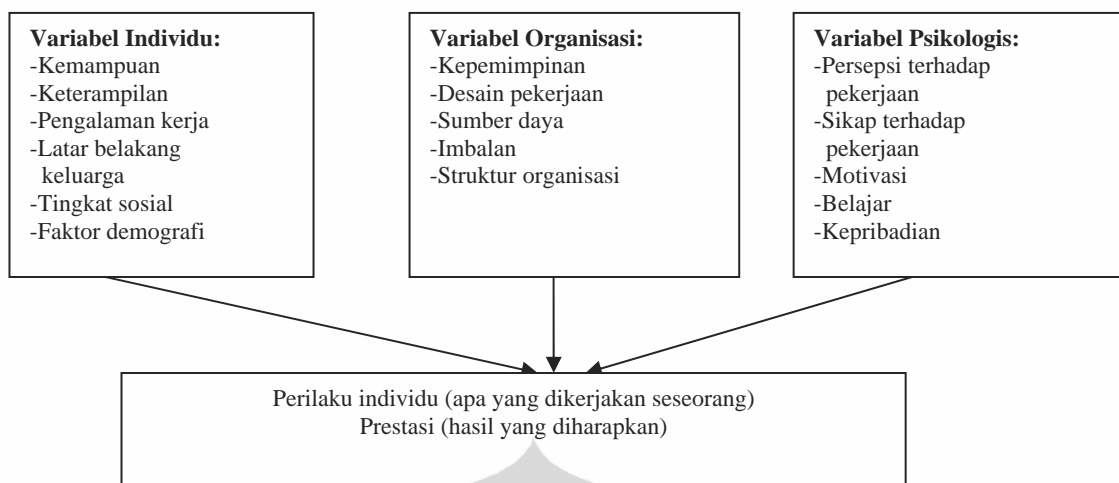 Variabel Individu:
-Kemampuan
-Keterampilan
-Pengalaman kerja
-Latar belakang
keluarga
-Tingkat sosial
-Faktor demografi
Variabel Organisasi:
-Kepemimpinan
-Desain pekerjaan
-Sumber daya
-Imbalan
-Struktur organisasi
Variabel Psikologis:
-Persepsi terhadap
pekerjaan
-Sikap terhadap
pekerjaan
-Motivasi
-Belajar
-Kepribadian
Perilaku individu (apa yang dikerjakan seseorang)
Prestasi (hasil yang diharapkan)